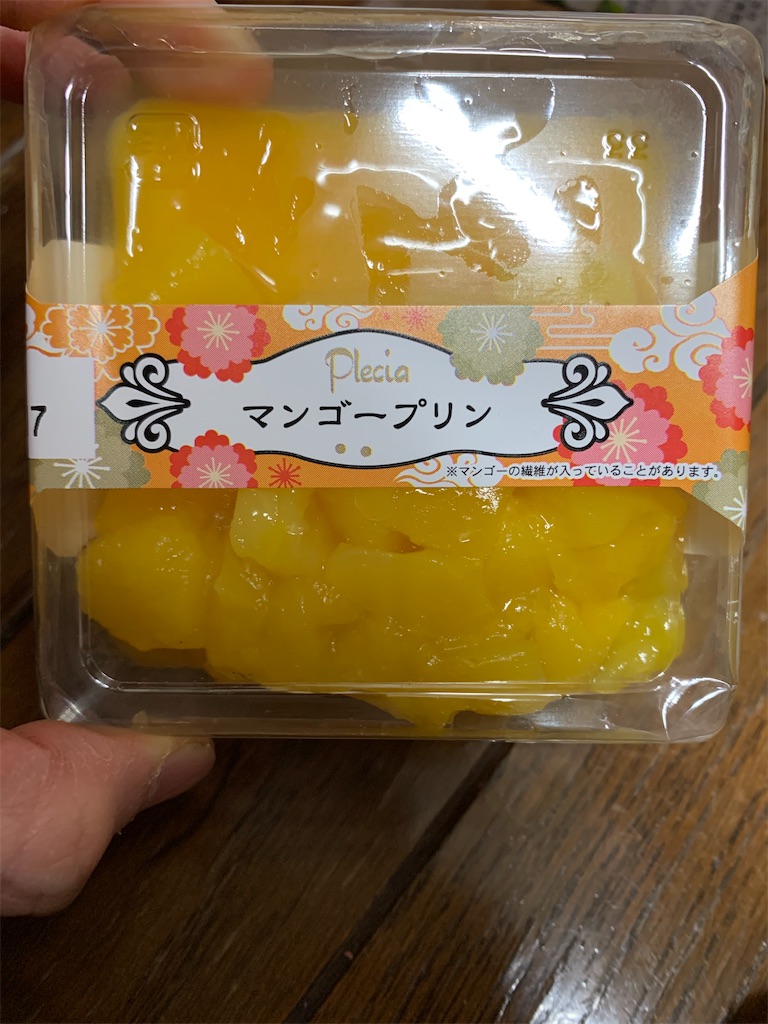 Plecia
マンゴープリン
7
※マンゴーの繊維が入っていることがあります。